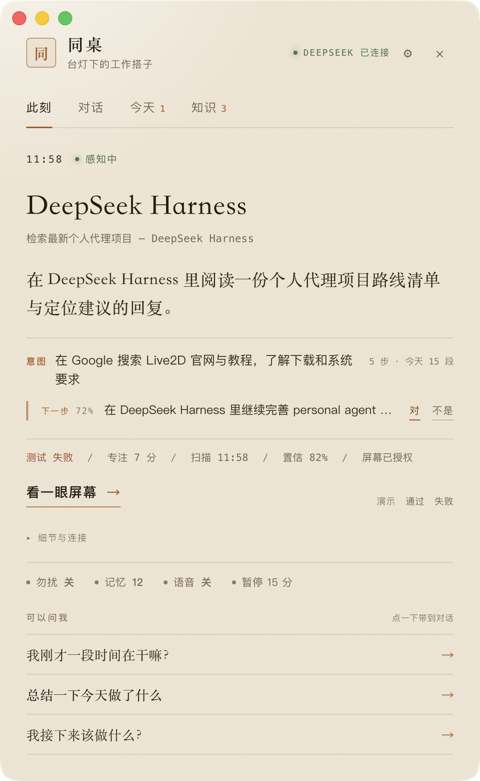 同
同桌
台灯下的工作搭子
DEEPSEEK 已连接
此刻 对话 今天 1 知识 3
11:58 感知中
DeepSeek Harness
检索最新个人代理项目 — DeepSeek Harness
在 DeepSeek Harness 里阅读一份个人代理项目路线清单
与定位建议的回复。
意图 在 Google 搜索 Live2D 官网与教程，了解下载和系统 5 步 · 今天 15 段
要求
下一步 72% 在 DeepSeek Harness 里继续完善 personal agent … 对 不是
测试 失败 / 专注 7 分 / 扫描 11:58 / 置信 82% / 屏幕已授权
看一眼屏幕 →
演示 通过 失败
▸ 细节与连接
勿扰 关 记忆 12 语音 关 暂停 15 分
可以问我 点一下带到对话
我刚才一段时间在干嘛? →
总结一下今天做了什么 →
我接下来该做什么? →